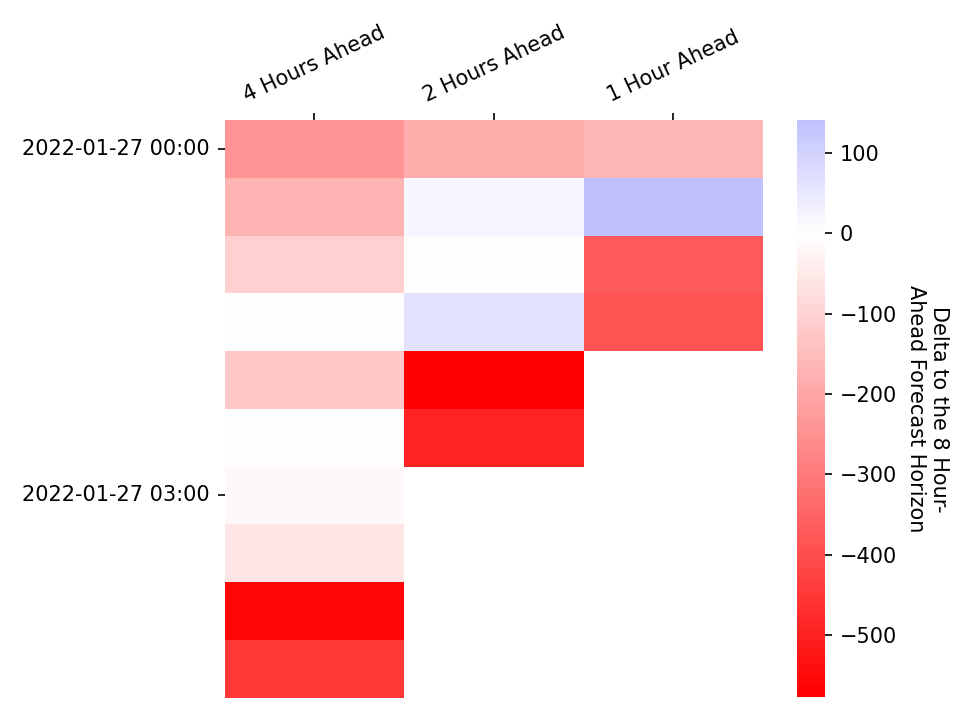 4 Hours Ahead
2 Hours Ahead
1 Hour Ahead
2022-01-27 00:00
2022-01-27 03:00
100
0
−100
−200
−300
−400
−500
Delta to the 8 Hour-
Ahead Forecast Horizon